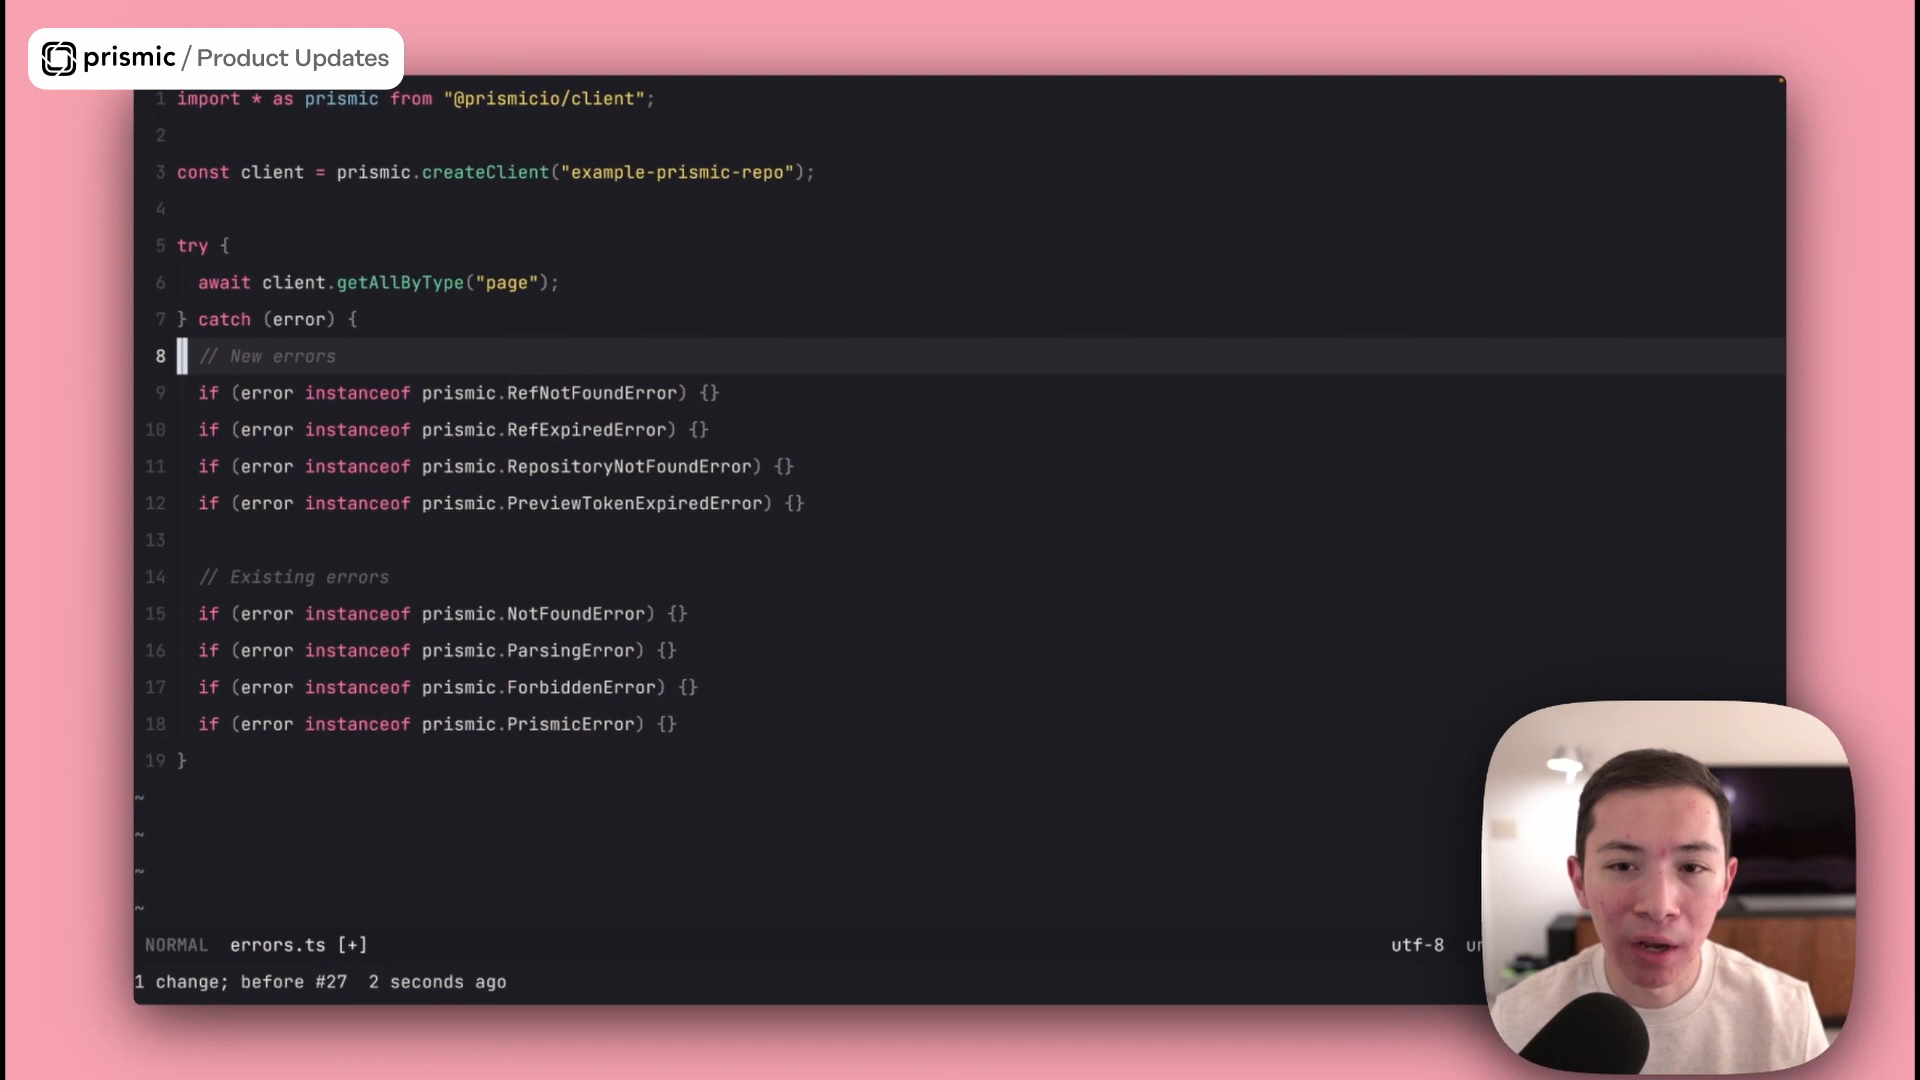 prismic / Product Updates
1 import * as prismic from "@prismicio/client";
2
3 const client = prismic.createClient("example-prismic-repo");
4
5 try {
6 await client.getAllByType("page");
7 } catch (error) {
8 // New errors
9 if (error instanceof prismic.RefNotFoundError) {}
10 if (error instanceof prismic.RefExpiredError) {}
11 if (error instanceof prismic.RepositoryNotFoundError) {}
12 if (error instanceof prismic.PreviewTokenExpiredError) {}
13
14 // Existing errors
15 if (error instanceof prismic.NotFoundError) {}
16 if (error instanceof prismic.ParsingError) {}
17 if (error instanceof prismic.ForbiddenError) {}
18 if (error instanceof prismic.PrismicError) {}
19 }
~
~
~
~
NORMAL errors.ts [+] utf-8
1 change; before #27 2 seconds ago